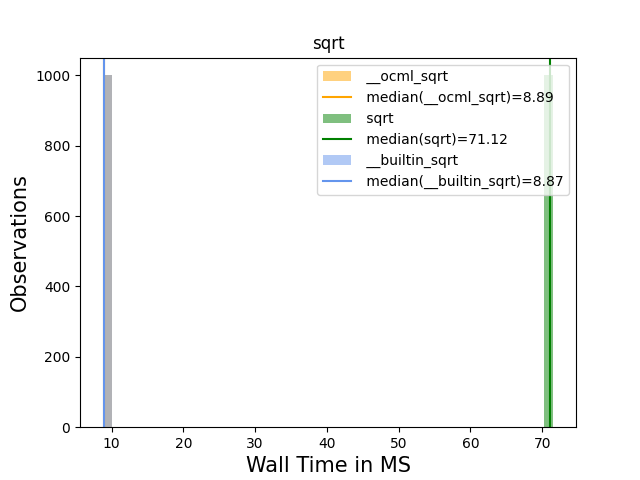 sqrt
Observations
1000
800
600
400
200
0
__ocml_sqrt
median(__ocml_sqrt)=8.89
sqrt
median(sqrt)=71.12
__builtin_sqrt
median(__builtin_sqrt)=8.87
10 20 30 40 50 60 70
Wall Time in MS